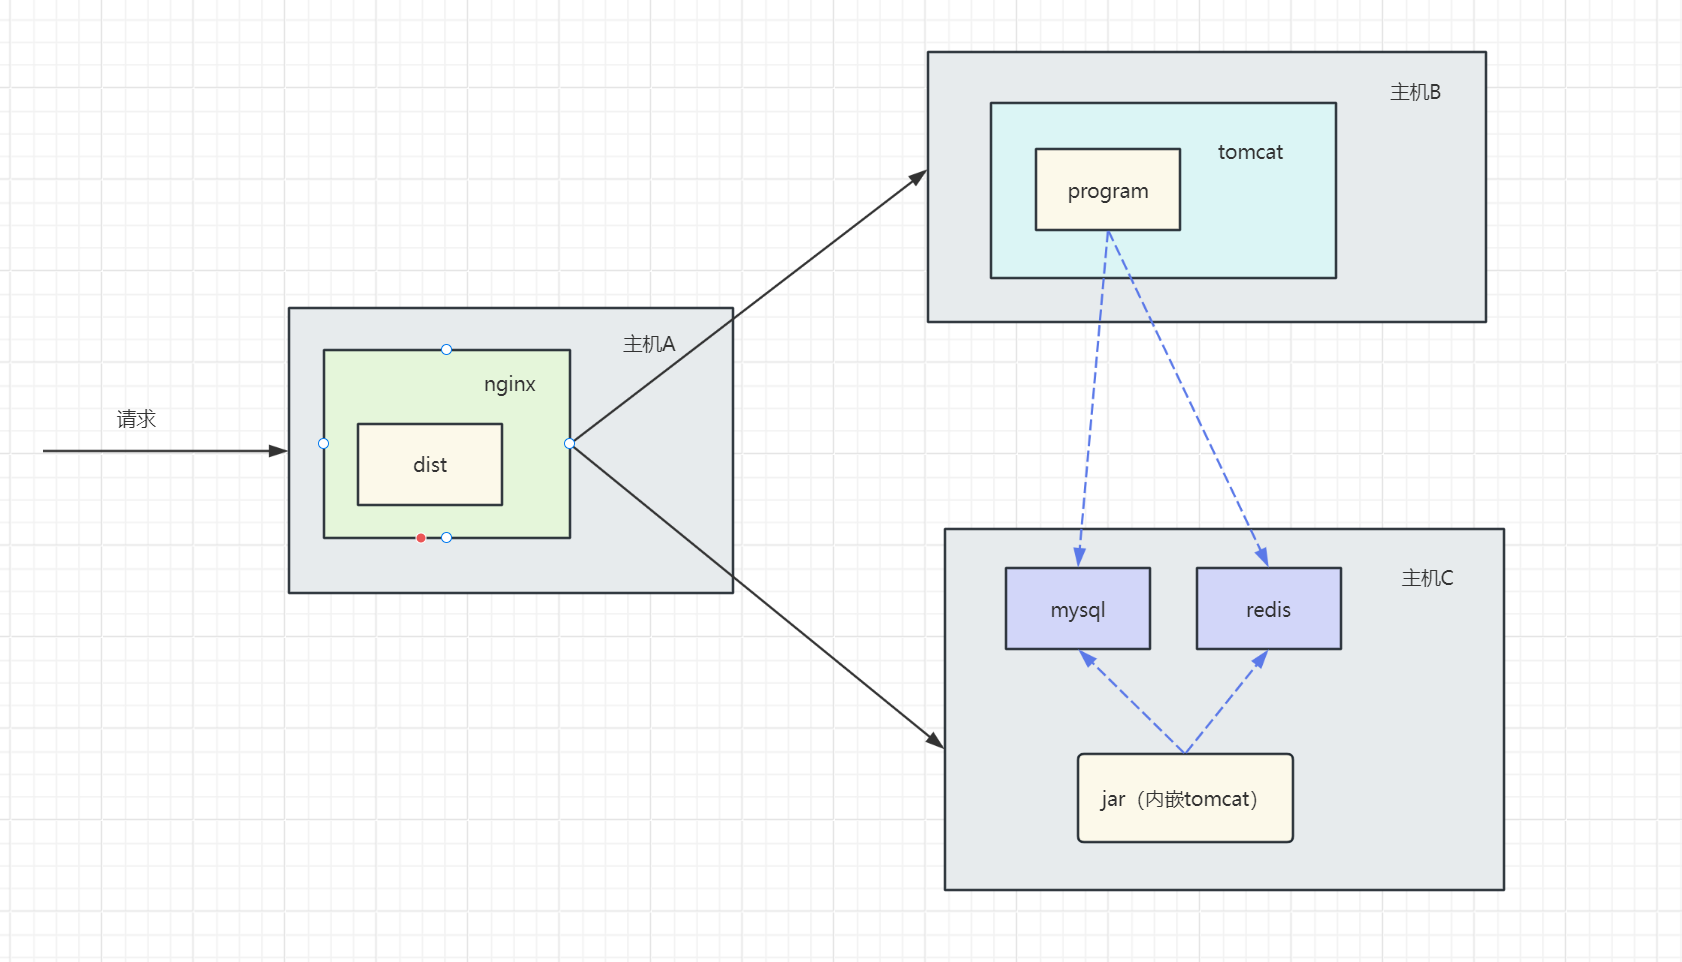 请求
主机A
nginx
dist
主机B
tomcat
program
主机C
mysql
redis
jar（内嵌tomcat）